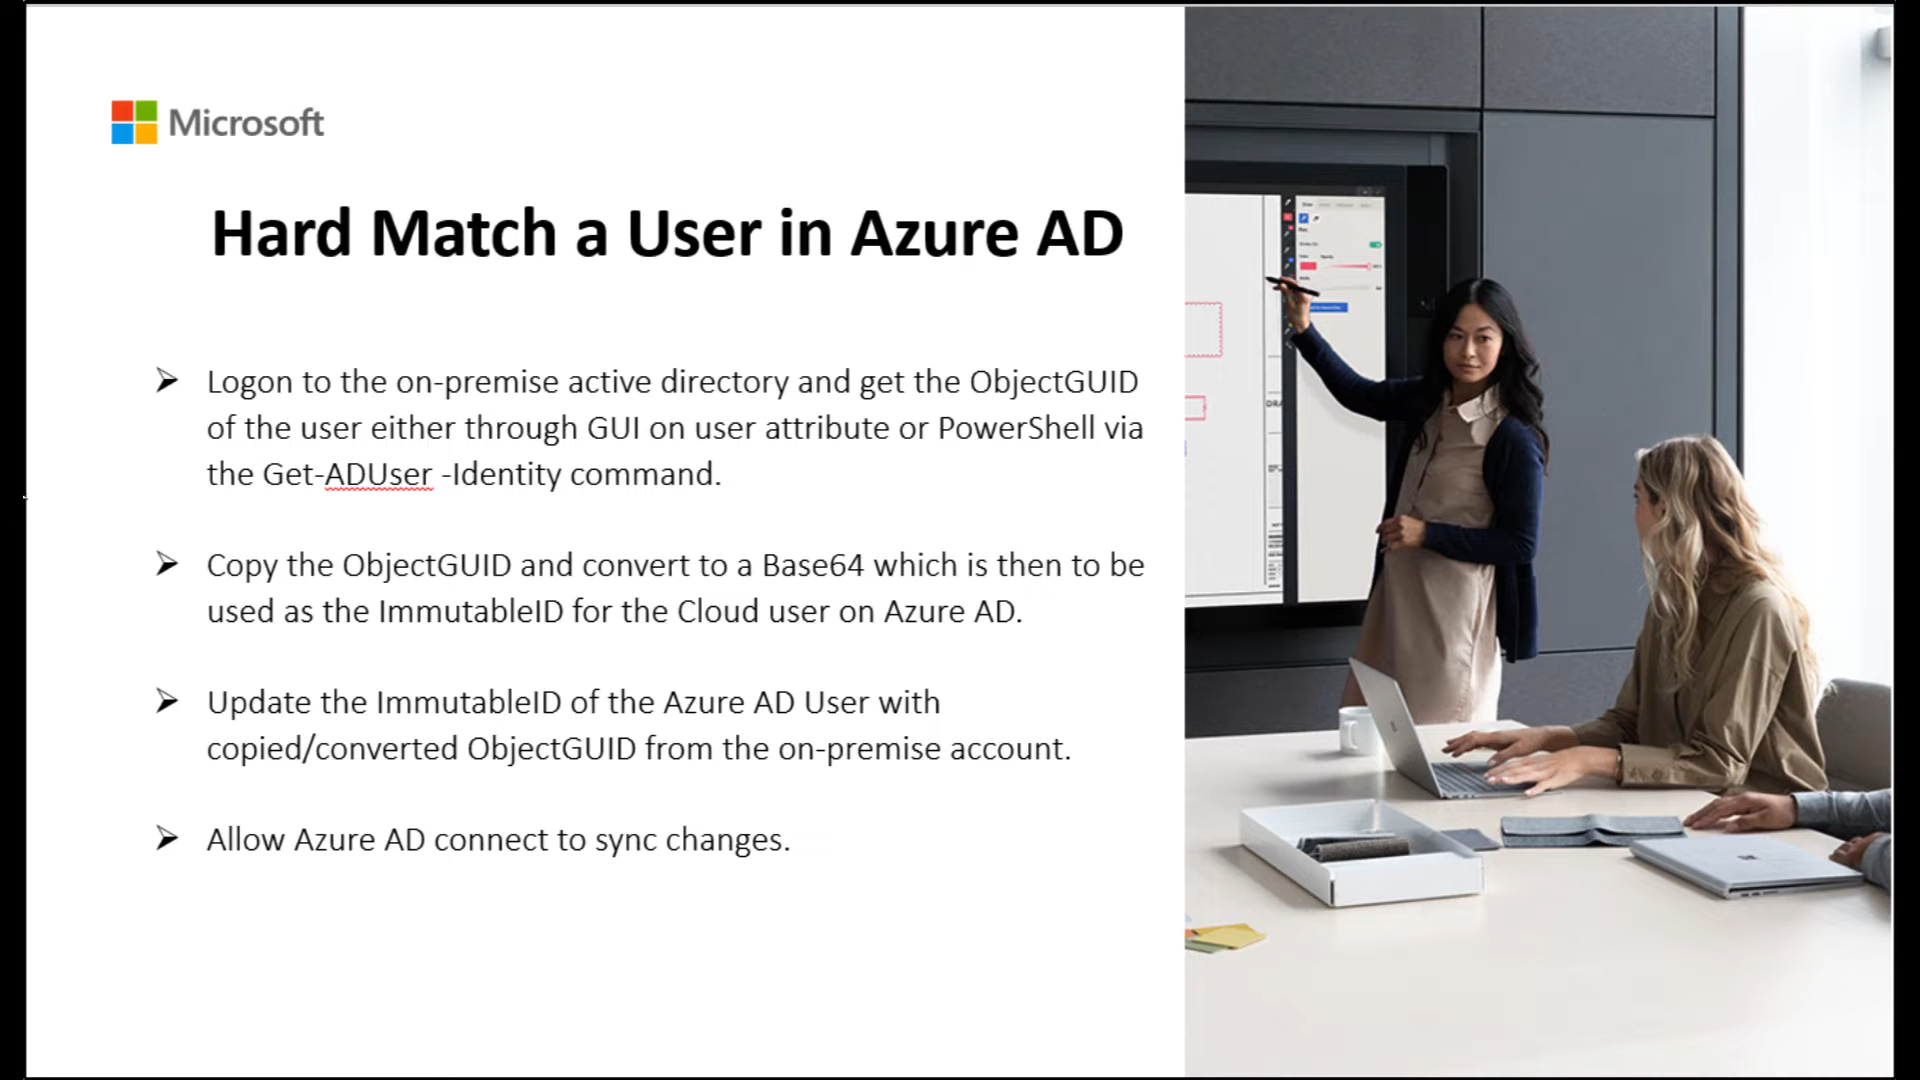 Microsoft
Hard Match a User in Azure AD
➢ Logon to the on-premise active directory and get the ObjectGUID
of the user either through GUI on user attribute or PowerShell via
the Get-ADUser -Identity command.
➢ Copy the ObjectGUID and convert to a Base64 which is then to be
used as the ImmutableID for the Cloud user on Azure AD.
➢ Update the ImmutableID of the Azure AD User with
copied/converted ObjectGUID from the on-premise account.
➢ Allow Azure AD connect to sync changes.